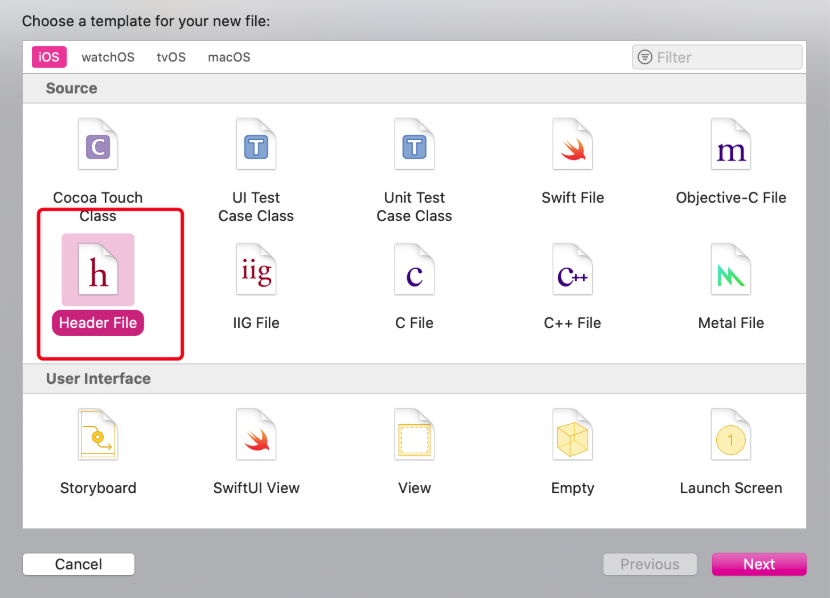 Choose a template for your new file:
iOS watchOS tvOS macOS Filter
Source
C T T m
Cocoa Touch Class
UI Test Case Class
Unit Test Case Class
Swift File
Objective-C File
h iig c C++
Header File
IIG File
C File
C++ File
Metal File
User Interface
1
Storyboard
SwiftUI View
View
Empty
Launch Screen
Cancel Previous Next